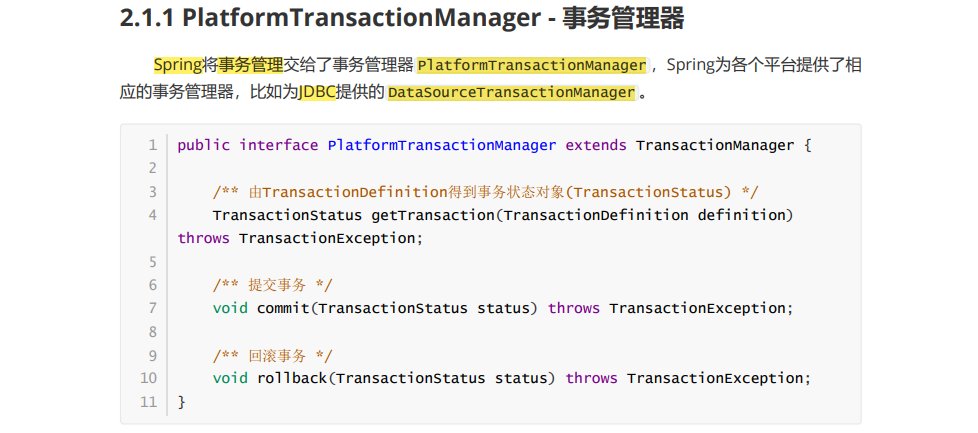 2.1.1 PlatformTransactionManager - 事务管理器
Spring将事务管理交给了事务管理器 PlatformTransactionManager ，Spring为各个平台提供了相
应的事务管理器，比如为JDBC提供的 DataSourceTransactionManager 。
1 public interface PlatformTransactionManager extends TransactionManager {
2
3 /** 由TransactionDefinition得到事务状态对象(TransactionStatus) */
4 TransactionStatus getTransaction(TransactionDefinition definition)
throws TransactionException;
5
6 /** 提交事务 */
7 void commit(TransactionStatus status) throws TransactionException;
8
9 /** 回滚事务 */
10 void rollback(TransactionStatus status) throws TransactionException;
11 }